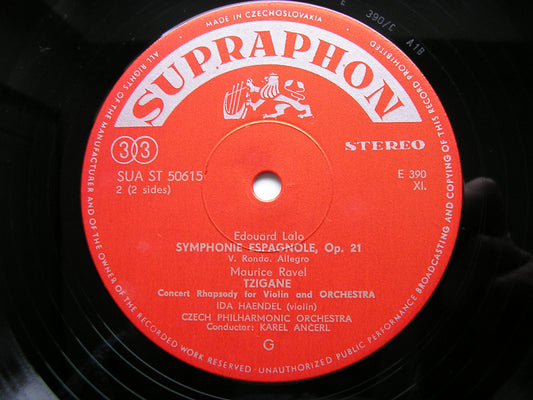 MADE IN CZECHOSLOVAKIA
ALL RIGHTS OF THE MANUFACTURER AND OF THE OWNER OF THE RECORDED WORK RESERVED - UNAUTHORIZED PUBLIC PERFORMANCE BROADCASTING AND COPYING OF THIS RECORD PROHIBITED
E 390/E A1B
SUPRAPHON
33 STEREO
SUA ST 50615 E 390
2 (2 sides) XI.
Edouard Lalo
SYMPHONIE ESPAGNOLE, Op. 21
V. Rondo. Allegro
Maurice Ravel
TZIGANE
Concert Rhapsody for Violin and ORCHESTRA
IDA HAENDEL (violin)
CZECH PHILHARMONIC ORCHESTRA
Conductor: KAREL ANČERL
G